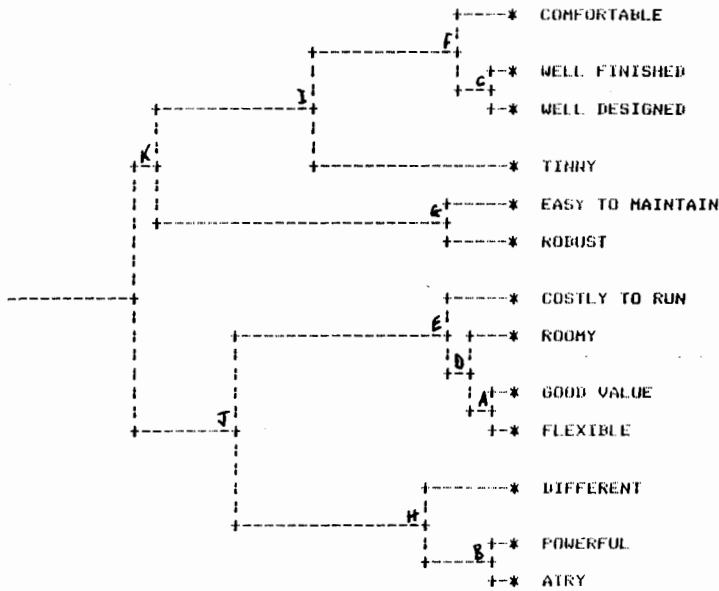 F
COMFORTABLE
C
WELL FINISHED
WELL DESIGNED
I
TINNY
K
G
EASY TO MAINTAIN
ROBUST
COSTLY TO RUN
E
ROOMY
D
A
GOOD VALUE
FLEXIBLE
J
DIFFERENT
H
B
POWERFUL
AIRY